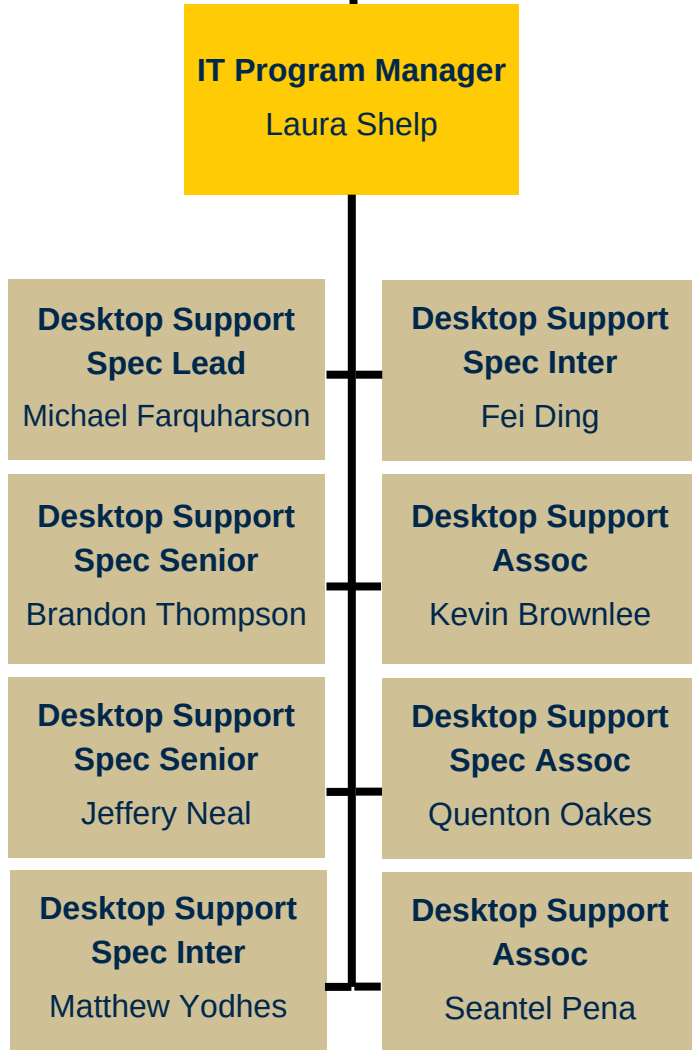 IT Program Manager
Laura Shelp
Desktop Support
Spec Lead
Michael Farquharson
Desktop Support
Spec Inter
Fei Ding
Desktop Support
Spec Senior
Brandon Thompson
Desktop Support
Assoc
Kevin Brownlee
Desktop Support
Spec Senior
Jeffery Neal
Desktop Support
Spec Assoc
Quenton Oakes
Desktop Support
Spec Inter
Matthew Yodhes
Desktop Support
Assoc
Seantel Pena